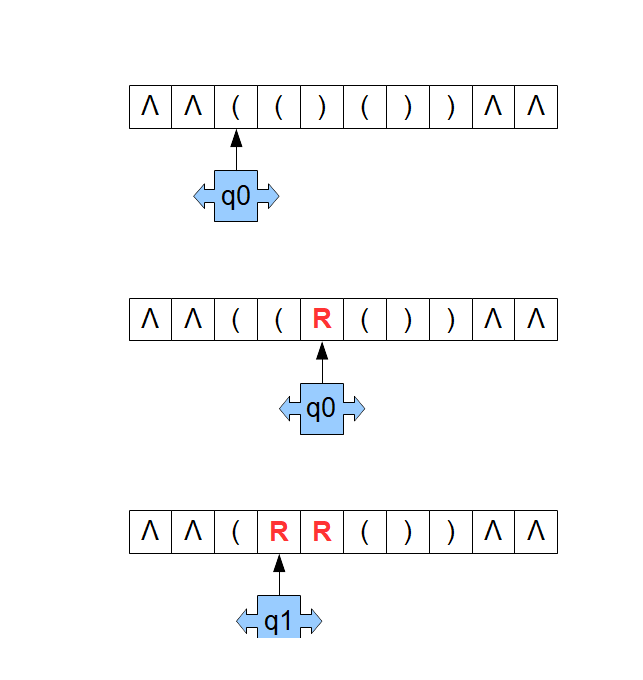 Λ Λ ( ( ) ( ) ) Λ Λ
q0
Λ Λ ( ( R ( ) ) Λ Λ
q0
Λ Λ ( R R ( ) ) Λ Λ
q1